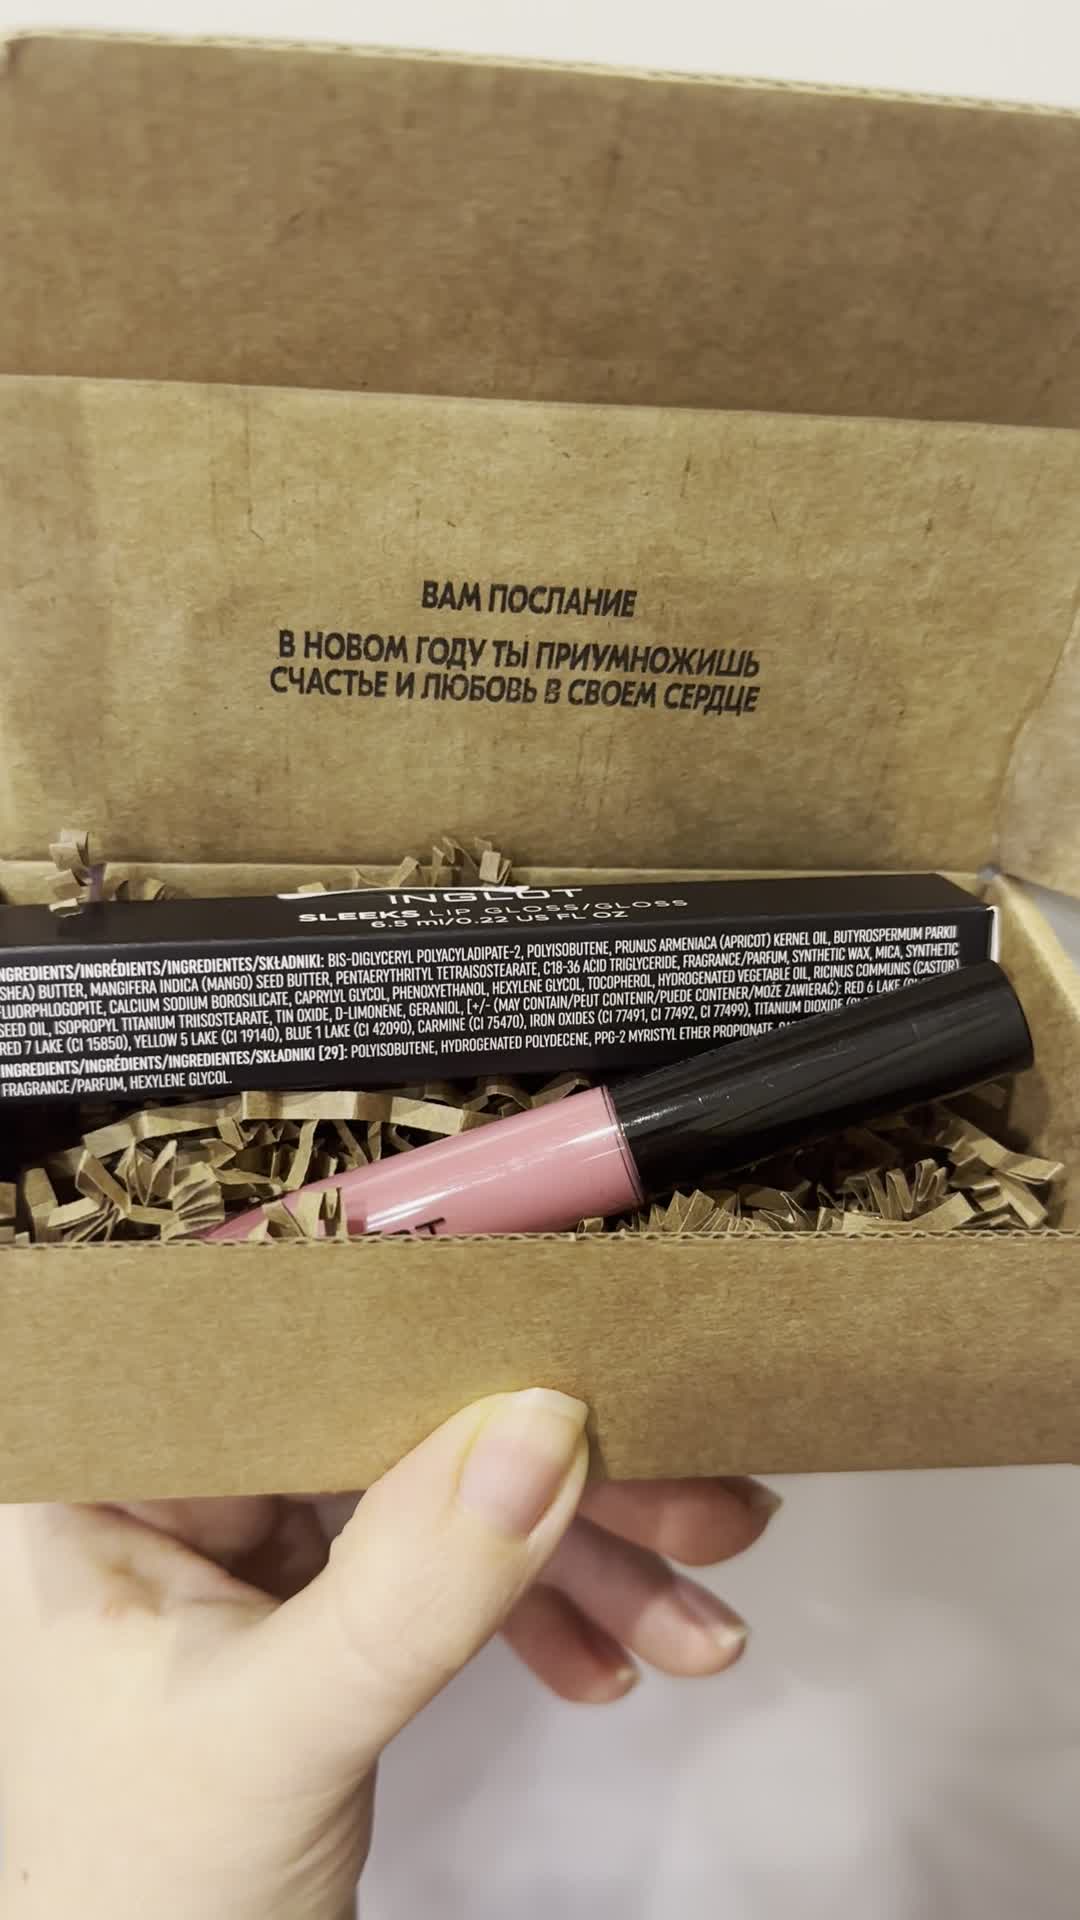 ВАМ ПОСЛАНИЕ
В НОВОМ ГОДУ ТЫ ПРИУМНОЖИШЬ
СЧАСТЬЕ И ЛЮБОВЬ В СВОЕМ СЕРДЦЕ
INGLOT
SLEEKS LIP GLOSS/GLOSS
6.5 ml/0.22 US FL OZ
NGREDIENTS/INGRÉDIENTS/INGREDIENTES/SKŁADNIKI: BIS-DIGLYCERYL POLYACYLADIPATE-2, POLYISOBUTENE, PRUNUS ARMENIACA (APRICOT) KERNEL OIL, BUTYROSPERMUM PARKII
SHEA) BUTTER, MANGIFERA INDICA (MANGO) SEED BUTTER, PENTAERYTHRITYL TETRAISOSTEARATE, C18-36 ACID TRIGLYCERIDE, FRAGRANCE/PARFUM, SYNTHETIC WAX, MICA, SYNTHETIC
FLUORPHLOGOPITE, CALCIUM SODIUM BOROSILICATE, CAPRYLYL GLYCOL, PHENOXYETHANOL, HEXYLENE GLYCOL, TOCOPHEROL, HYDROGENATED VEGETABLE OIL, RICINUS COMMUNIS (CASTOR)
SEED OIL, ISOPROPYL TITANIUM TRIISOSTEARATE, TIN OXIDE, D-LIMONENE, GERANIOL, [+/- (MAY CONTAIN/PEUT CONTENIR/PUEDE CONTENER/MOŻE ZAWIERAĆ): RED 6 LAKE
RED 7 LAKE (CI 15850), YELLOW 5 LAKE (CI 19140), BLUE 1 LAKE (CI 42090), CARMINE (CI 75470), IRON OXIDES (CI 77491, CI 77492, CI 77499), TITANIUM DIOXIDE
INGREDIENTS/INGRÉDIENTS/INGREDIENTES/SKŁADNIKI [29]: POLYISOBUTENE, HYDROGENATED POLYDECENE, PPG-2 MYRISTYL ETHER PROPIONATE,
FRAGRANCE/PARFUM, HEXYLENE GLYCOL.